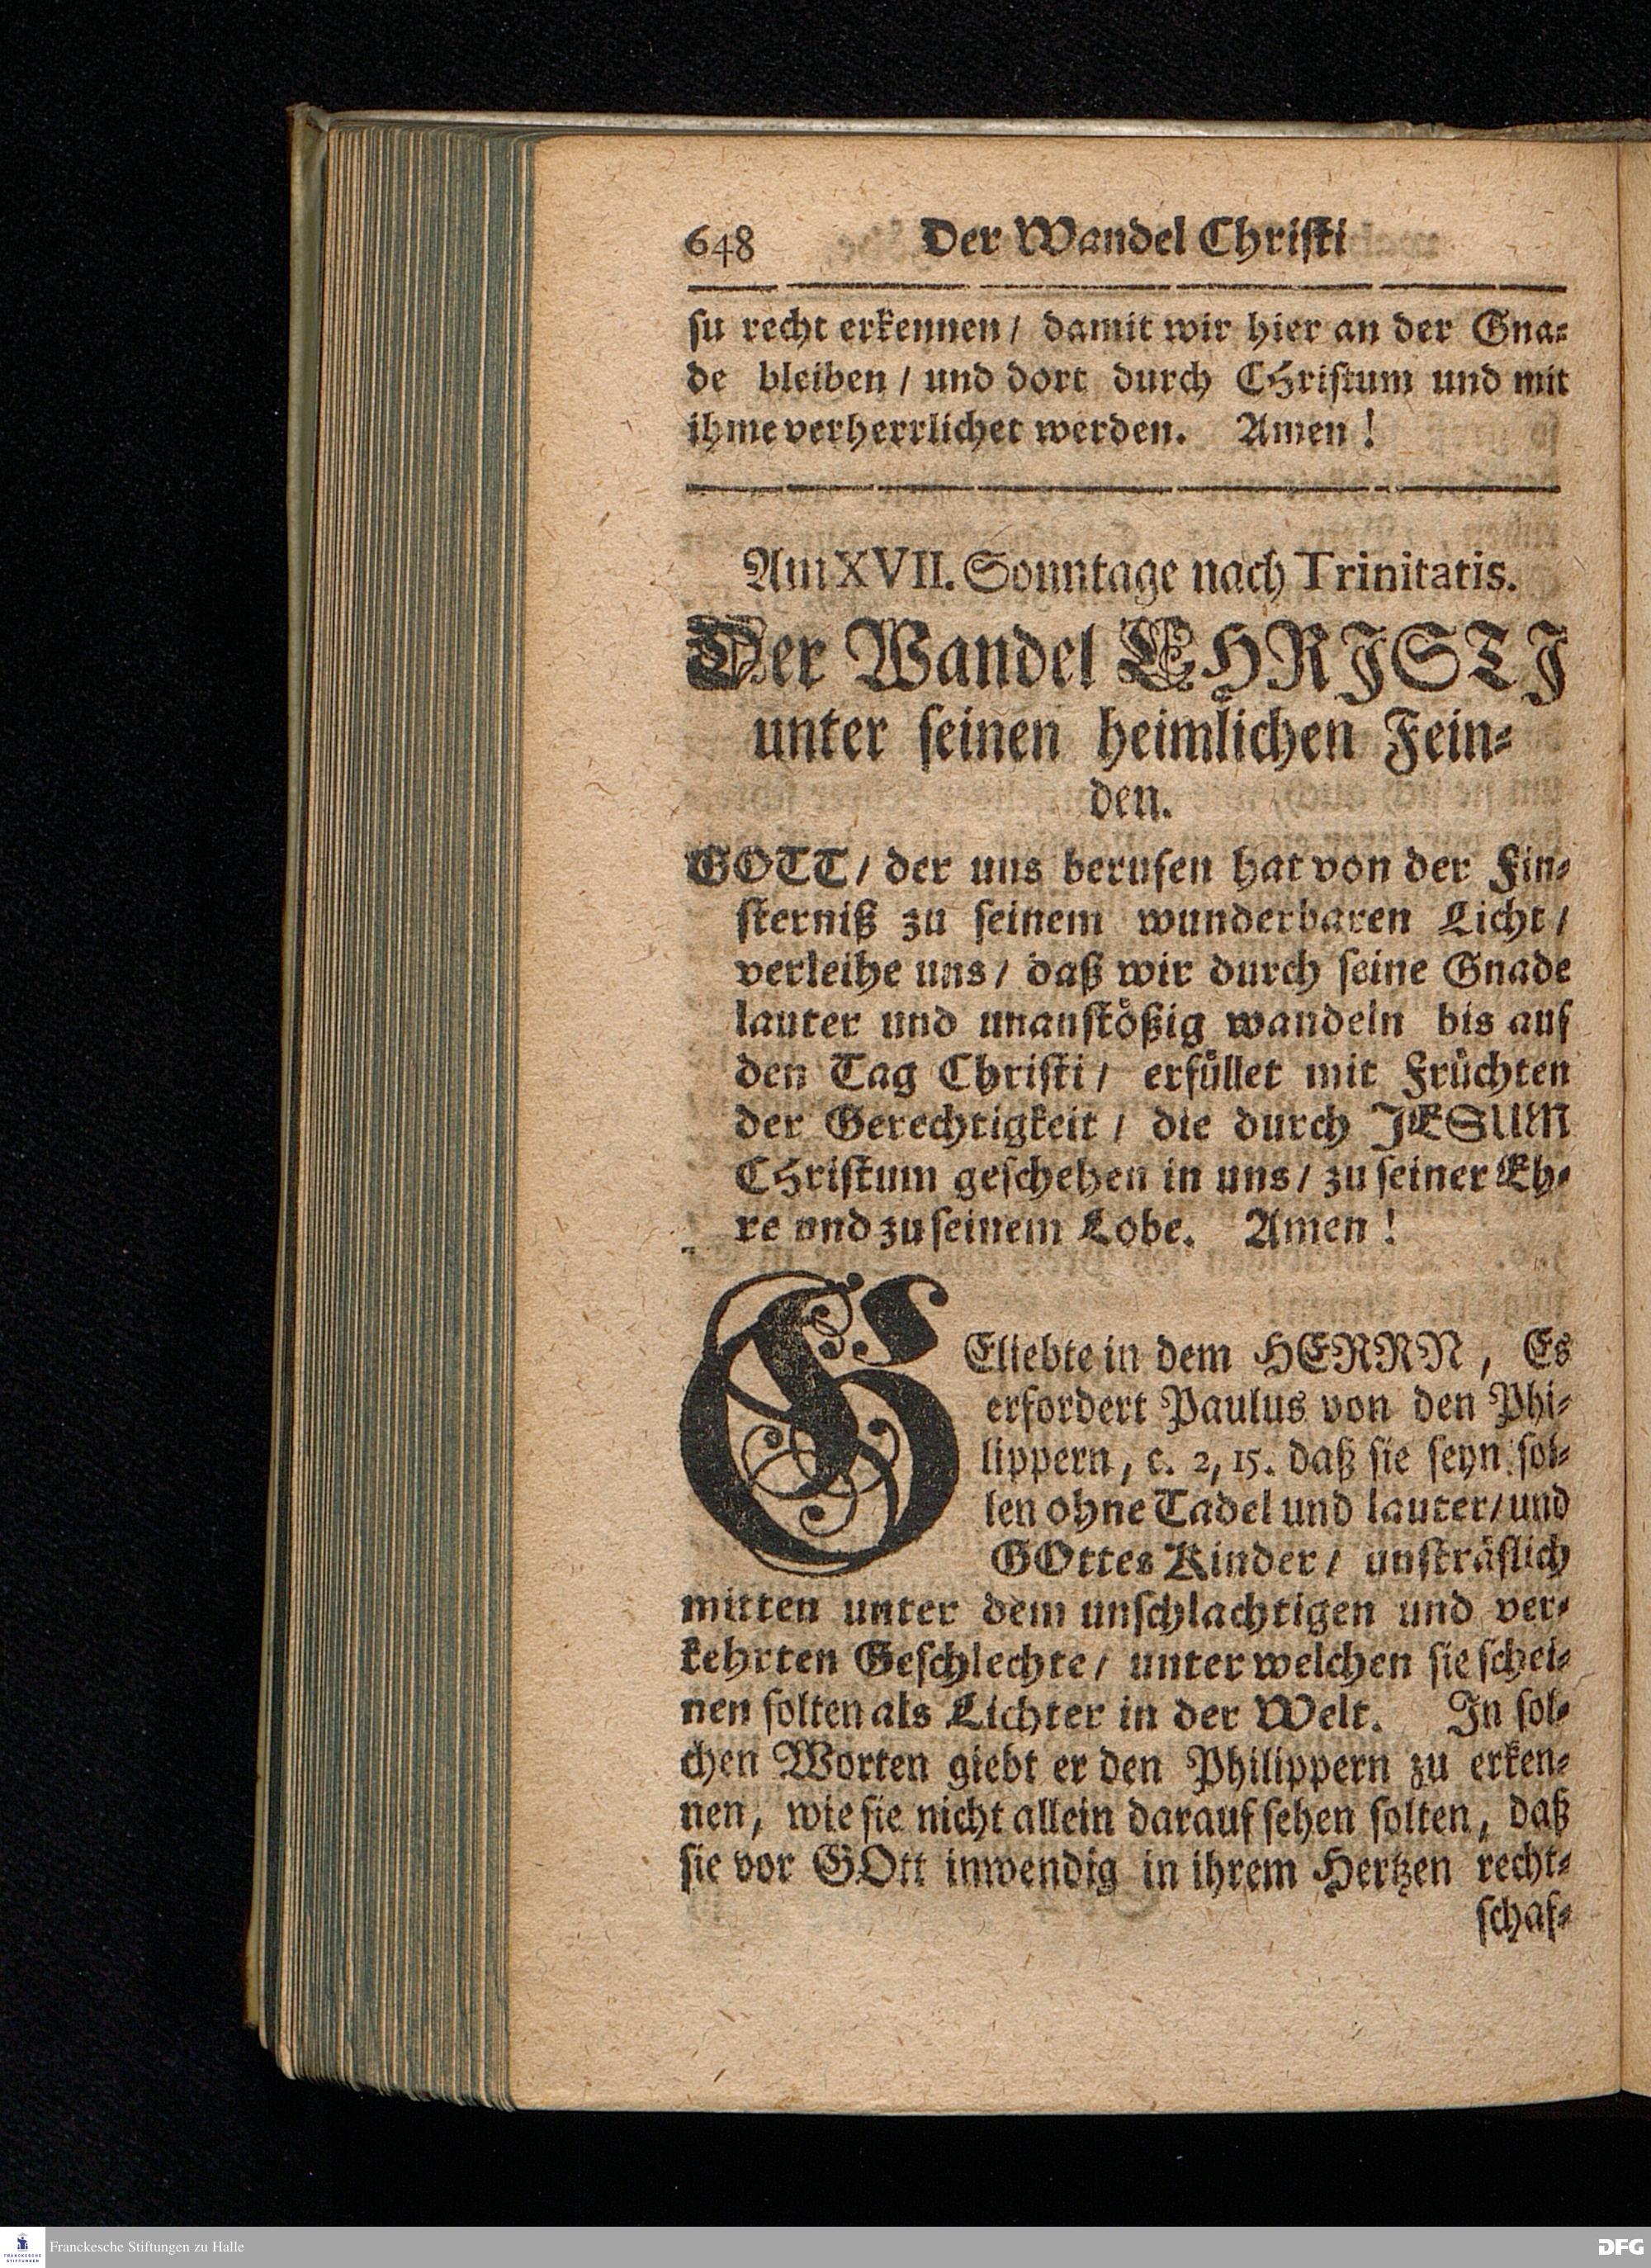 648 Der Wandel Christi
su recht erkennen / damit wir hier an der Gna-
de bleiben / und dort durch CHristum und mit
ihme verherrlichet werden. Amen!
Am XVII. Sonntage nach Trinitatis.
Der Wandel CHRISTI
unter seinen heimlichen Fein-
den.
GOTT / der uns berufen hat von der Fin-
sterniß zu seinem wunderbaren Licht /
verleihe uns / daß wir durch seine Gnade
lauter und unanstößig wandeln bis auf
den Tag Christi / erfüllet mit Früchten
der Gerechtigkeit / die durch JESUM
CHristum geschehen in uns / zu seiner Eh-
re und zu seinem Lobe. Amen!
GEliebte in dem HERRN, Es
erfordert Paulus von den Phi-
lippern, c. 2, 15. daß sie seyn sol-
len ohne Tadel und lauter / und
GOttes Kinder / unsträflich
mitten unter dem unschlachtigen und ver-
kehrten Geschlechte / unter welchen sie schei-
nen solten als Lichter in der Welt. In sol-
chen Worten giebt er den Philippern zu erken-
nen, wie sie nicht allein darauf sehen solten, daß
sie vor GOtt inwendig in ihrem Hertzen recht-
schaf-
FRANCKESCHE STIFTUNGEN
Franckesche Stiftungen zu Halle
DFG